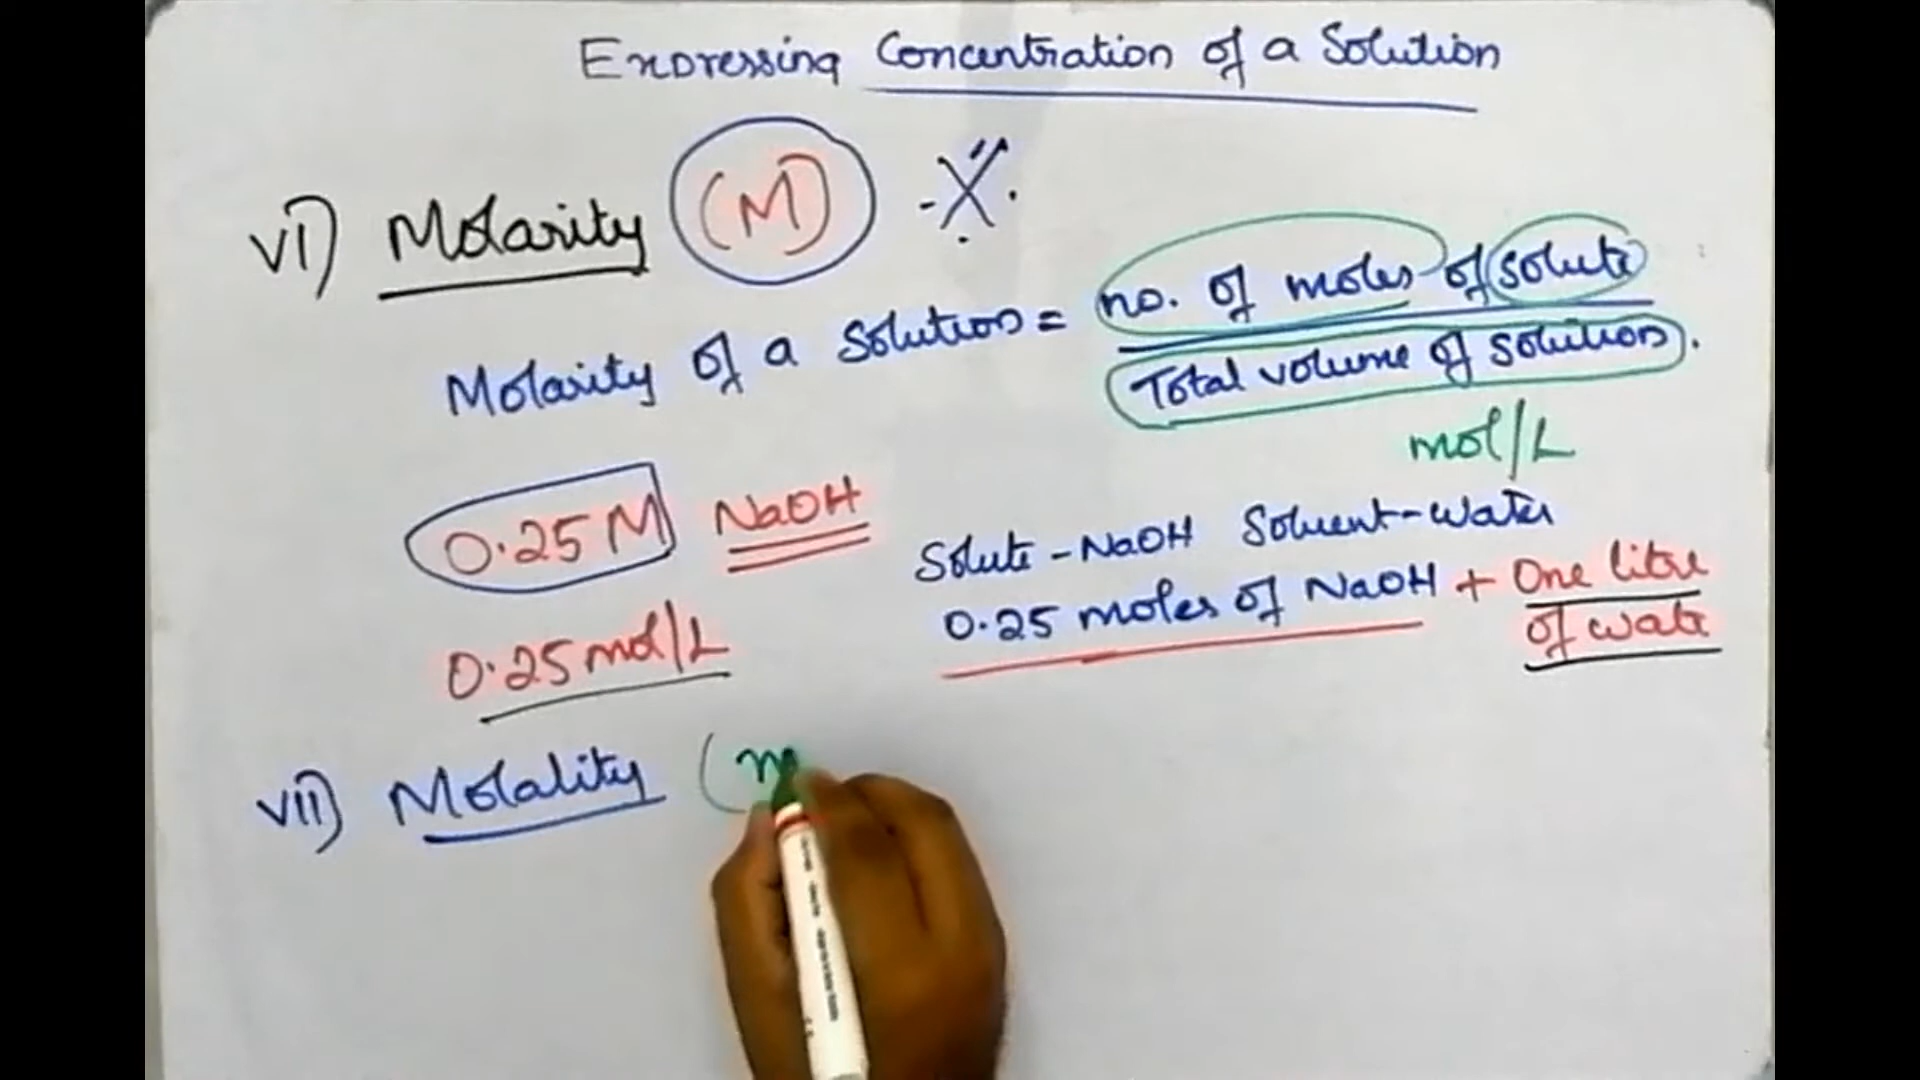 Expressing Concentration of a Solution
vi) Molarity (M)
Molarity of a Solution = no. of moles of solute
Total volume of solution.
mol/L
0.25 M NaOH
Solute - NaOH Solvent - Water
0.25 moles of NaOH + One litre
of wate
0.25 mol/L
vii) Molality (m